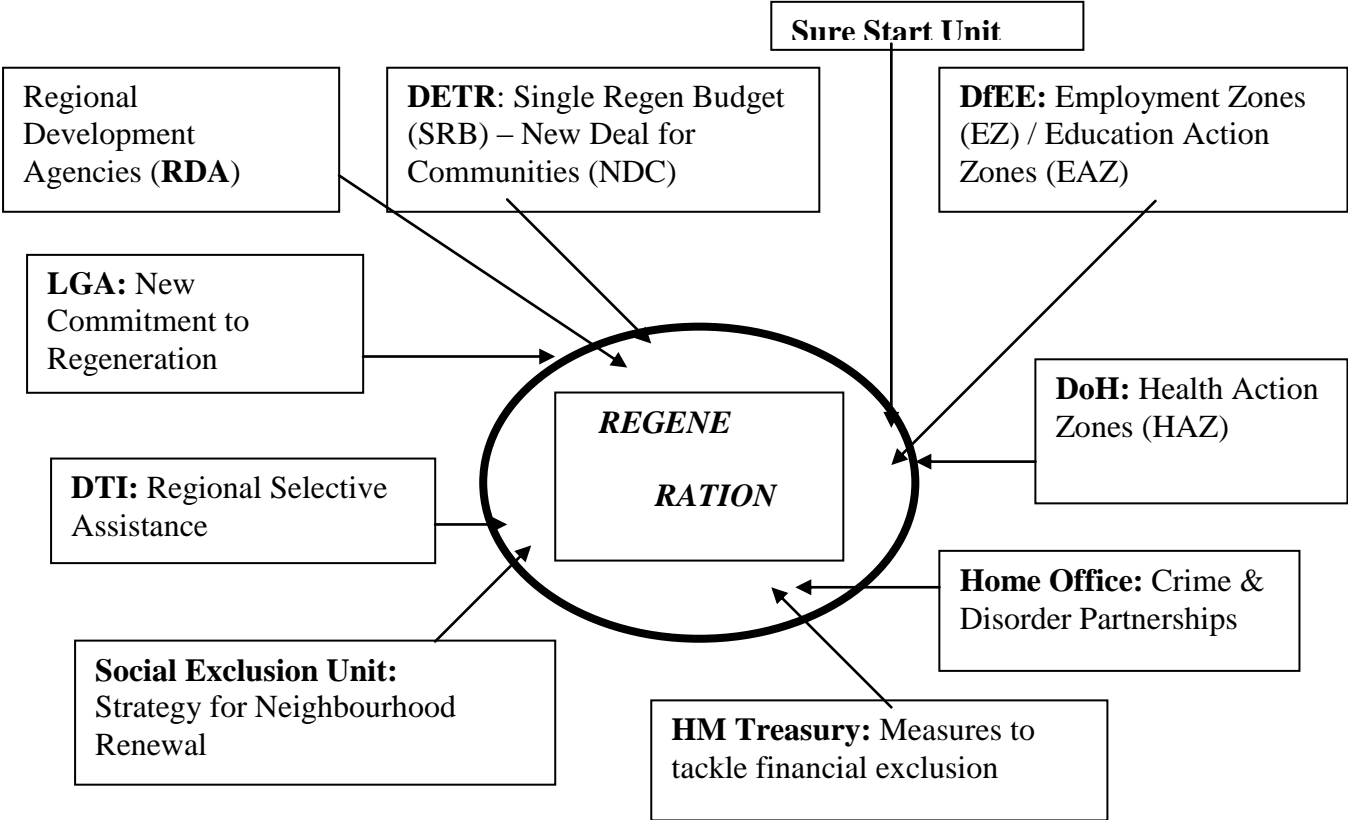 Sure Start Unit
Regional
Development
Agencies (RDA)
DETR: Single Regen Budget
(SRB) – New Deal for
Communities (NDC)
DfEE: Employment Zones
(EZ) / Education Action
Zones (EAZ)
LGA: New
Commitment to
Regeneration
DoH: Health Action
Zones (HAZ)
REGENE
RATION
DTI: Regional Selective
Assistance
Home Office: Crime &
Disorder Partnerships
Social Exclusion Unit:
Strategy for Neighbourhood
Renewal
HM Treasury: Measures to
tackle financial exclusion